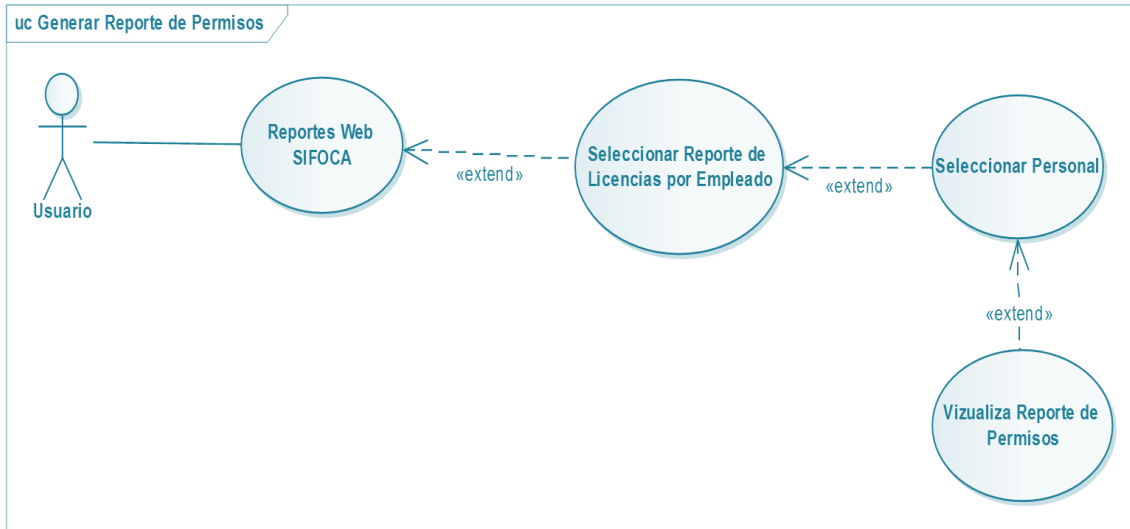 uc Generar Reporte de Permisos
Usuario
Reportes Web
SIFOCA
«extend»
Seleccionar Reporte de
Licencias por Empleado
«extend»
Seleccionar Personal
«extend»
Vizualiza Reporte de
Permisos